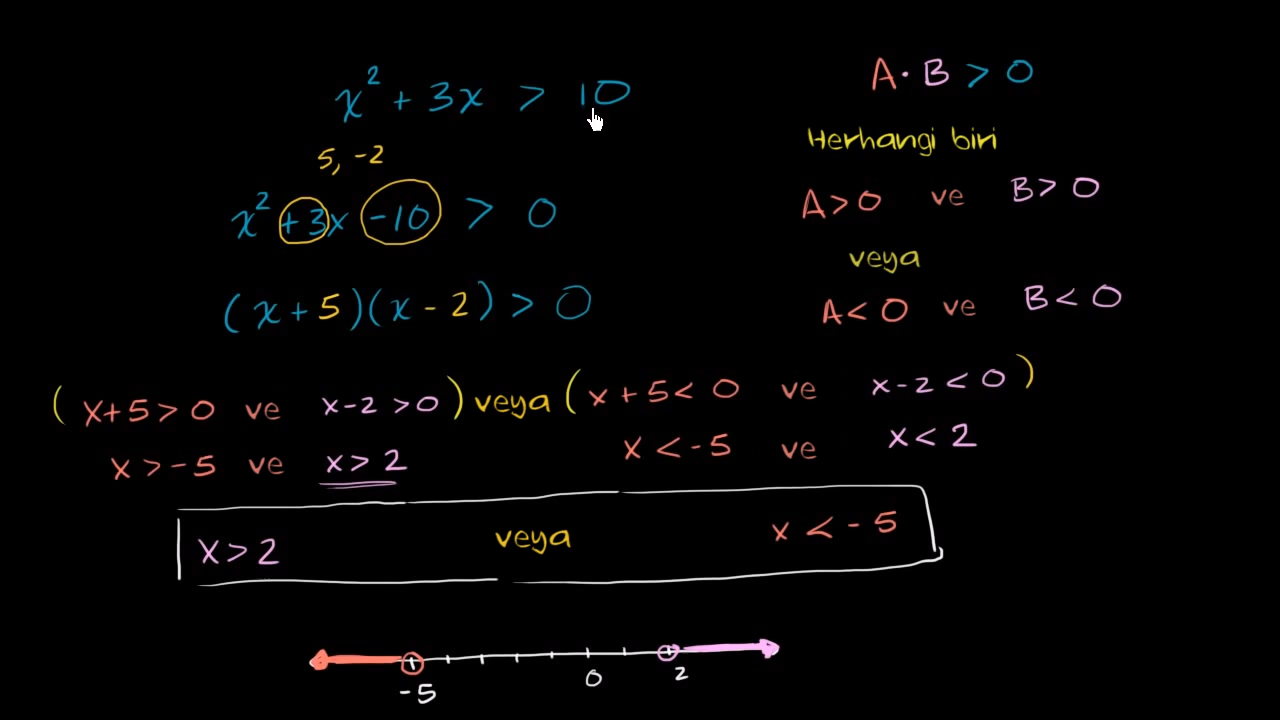 x² + 3x > 10
5, -2
x² +3x -10 > 0
(x + 5)(x - 2) > 0
A · B > 0
Herhangi biri
A > 0 ve B > 0
veya
A < 0 ve B < 0
(x+5 > 0 ve x-2 > 0) veya (x + 5 < 0 ve x-2 < 0)
x > -5 ve x > 2 x < -5 ve x < 2
x > 2 veya x < -5
-5 0 2